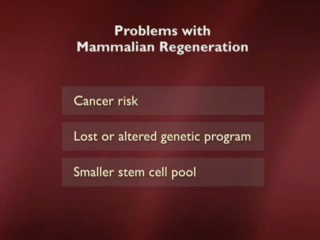 Problems with
Mammalian Regeneration
Cancer risk
Lost or altered genetic program
Smaller stem cell pool